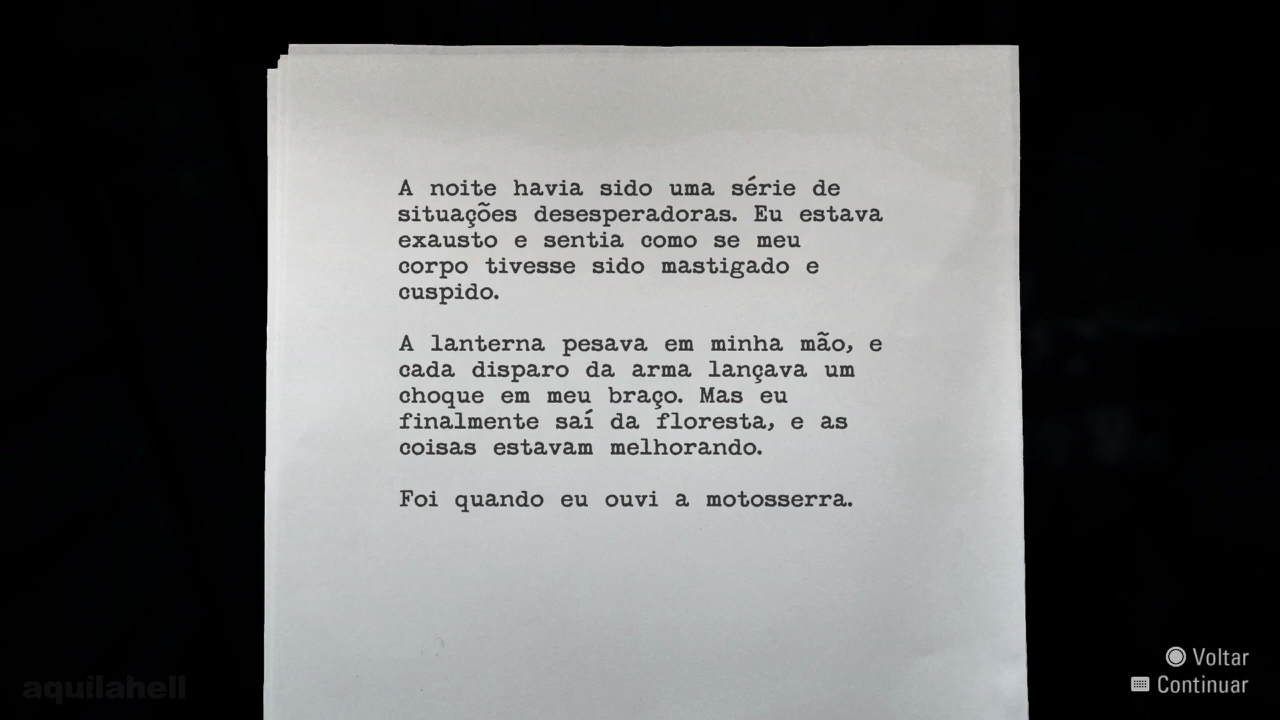 A noite havia sido uma série de
situações desesperadoras. Eu estava
exausto e sentia como se meu
corpo tivesse sido mastigado e
cuspido.
A lanterna pesava em minha mão, e
cada disparo da arma lançava um
choque em meu braço. Mas eu
finalmente saí da floresta, e as
coisas estavam melhorando.
Foi quando eu ouvi a motosserra.
Voltar
Continuar
aquilahell